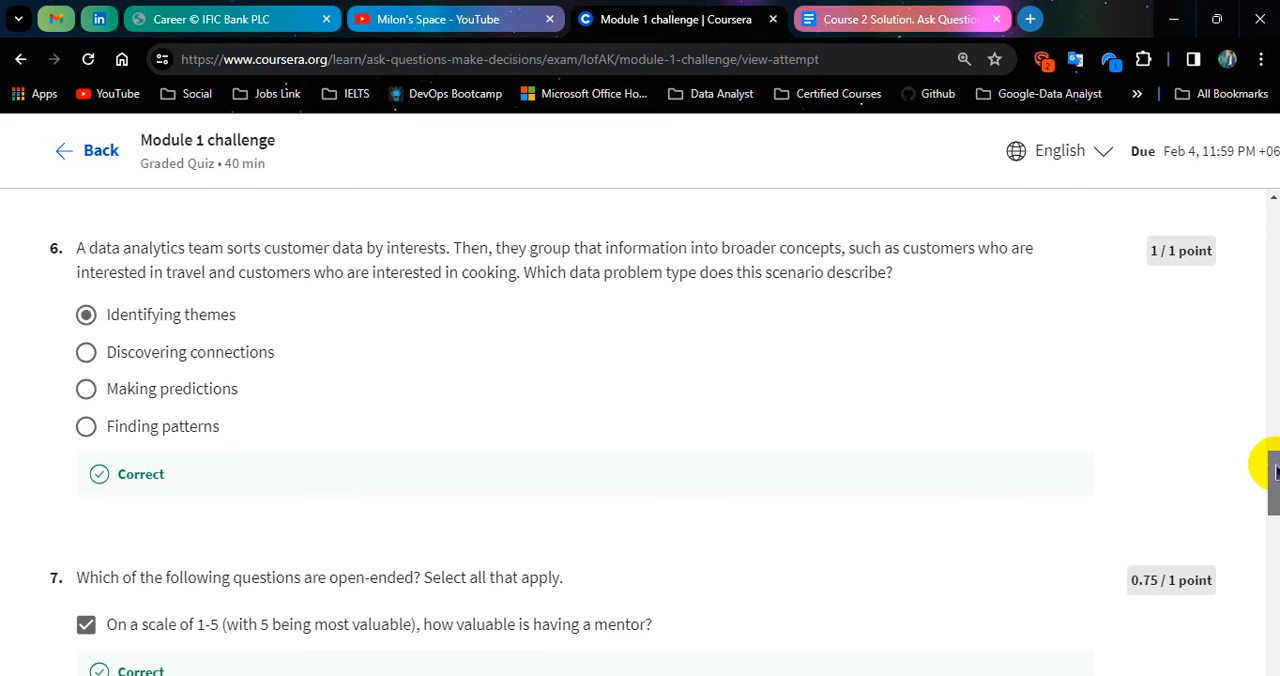 Career © IFIC Bank PLC
Milon's Space - YouTube
Module 1 challenge | Coursera
Course 2 Solution. Ask Questio
https://www.coursera.org/learn/ask-questions-make-decisions/exam/lofAK/module-1-challenge/view-attempt
2
1
Apps
YouTube
Social
Jobs Link
IELTS
DevOps Bootcamp
Microsoft Office Ho...
Data Analyst
Certified Courses
Github
Google-Data Analyst
»
All Bookmarks
Back
Module 1 challenge
Graded Quiz • 40 min
English
Due Feb 4, 11:59 PM +06
6. A data analytics team sorts customer data by interests. Then, they group that information into broader concepts, such as customers who are
interested in travel and customers who are interested in cooking. Which data problem type does this scenario describe?
1 / 1 point
Identifying themes
Discovering connections
Making predictions
Finding patterns
Correct
7. Which of the following questions are open-ended? Select all that apply.
0.75 / 1 point
On a scale of 1-5 (with 5 being most valuable), how valuable is having a mentor?
Correct